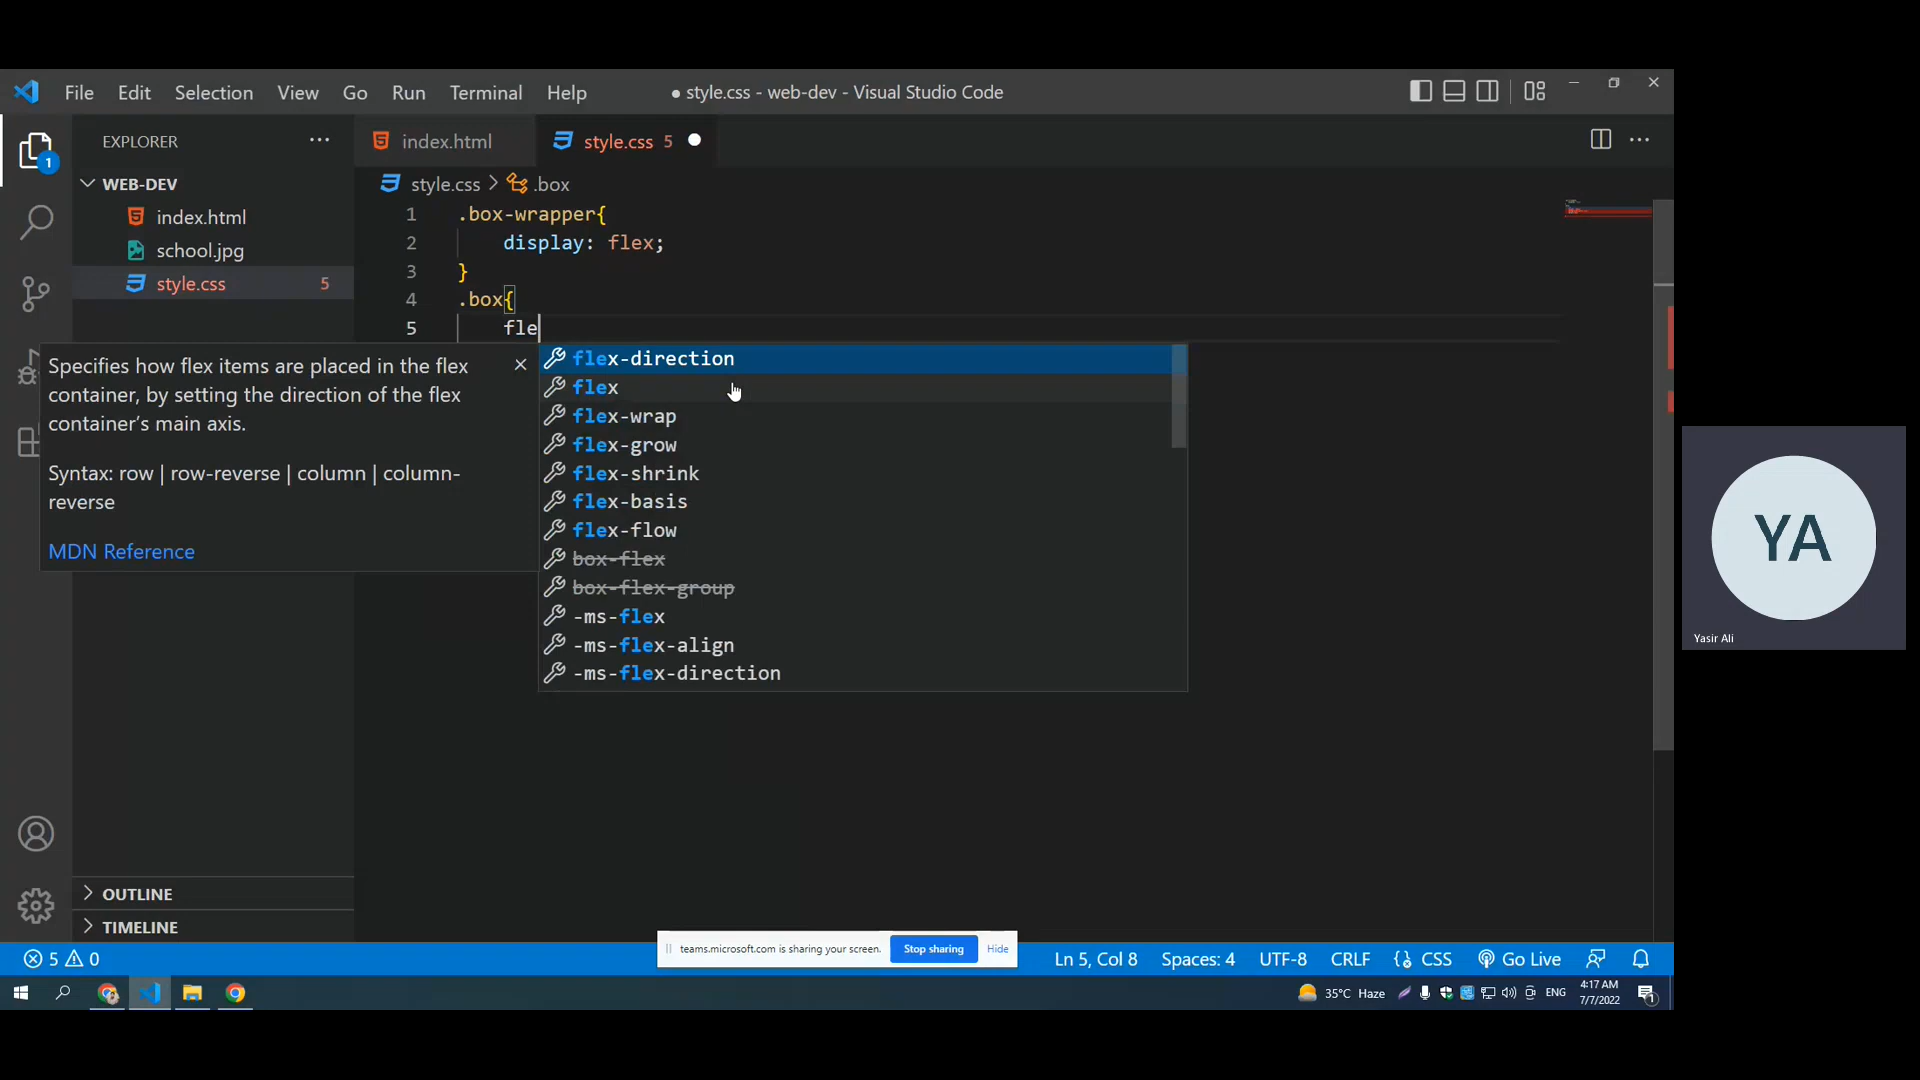 File Edit Selection View Go Run Terminal Help ● style.css - web-dev - Visual Studio Code
EXPLORER ···
index.html
style.css 5
WEB-DEV
style.css > .box
index.html
school.jpg
style.css 5
1 .box-wrapper{
2 display: flex;
3 }
4 .box{
5 fle
Specifies how flex items are placed in the flex
container, by setting the direction of the flex
container’s main axis.
Syntax: row | row-reverse | column | column-
reverse
MDN Reference
flex-direction
flex
flex-wrap
flex-grow
flex-shrink
flex-basis
flex-flow
box-flex
box-flex-group
-ms-flex
-ms-flex-align
-ms-flex-direction
1
YA
Yasir Ali
OUTLINE
TIMELINE
teams.microsoft.com is sharing your screen. Stop sharing Hide
5 0 Ln 5, Col 8 Spaces: 4 UTF-8 CRLF CSS Go Live
35°C Haze ENG 4:17 AM
7/7/2022
1